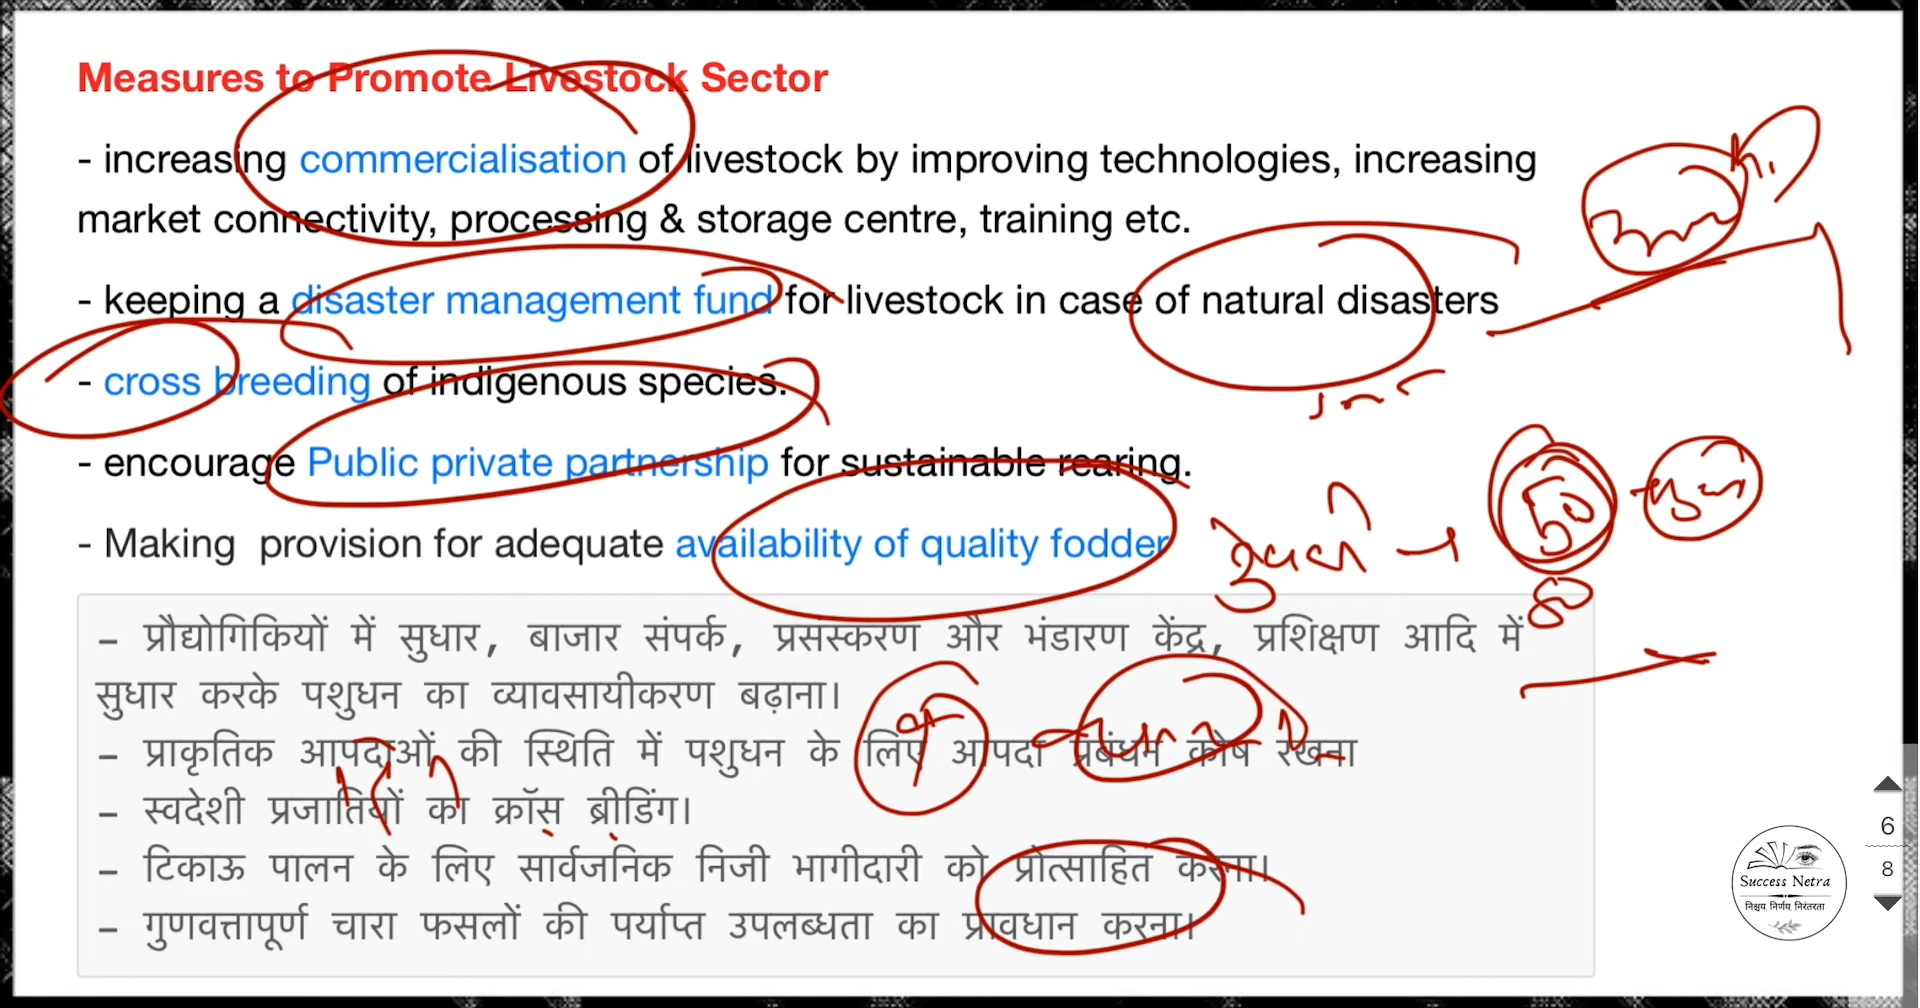 Measures to Promote Livestock Sector
- increasing commercialisation of livestock by improving technologies, increasing
market connectivity, processing & storage centre, training etc.
- keeping a disaster management fund for livestock in case of natural disasters
- cross breeding of indigenous species.
- encourage Public private partnership for sustainable rearing.
- Making provision for adequate availability of quality fodder
50
80
– प्रौद्योगिकियों में सुधार, बाजार संपर्क, प्रसंस्करण और भंडारण केंद्र, प्रशिक्षण आदि में
सुधार करके पशुधन का व्यावसायीकरण बढ़ाना।
– प्राकृतिक आपदाओं की स्थिति में पशुधन के लिए आपदा प्रबंधन कोष रखना
– स्वदेशी प्रजातियों का क्रॉस ब्रीडिंग।
– टिकाऊ पालन के लिए सार्वजनिक निजी भागीदारी को प्रोत्साहित करना।
– गुणवत्तापूर्ण चारा फसलों की पर्याप्त उपलब्धता का प्रावधान करना।
6
8
Success Netra
निश्चय, निर्णय, निरंतरता